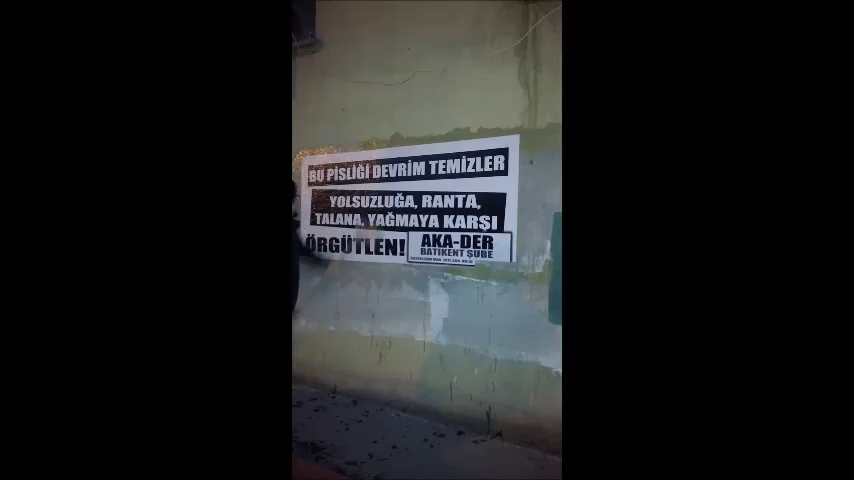 BU PİSLİĞİ DEVRİM TEMİZLER
YOLSUZLUĞA, RANTA,
TALANA, YAĞMAYA KARŞI
ÖRGÜTLEN!
AKA-DER
BATIKENT ŞUBE